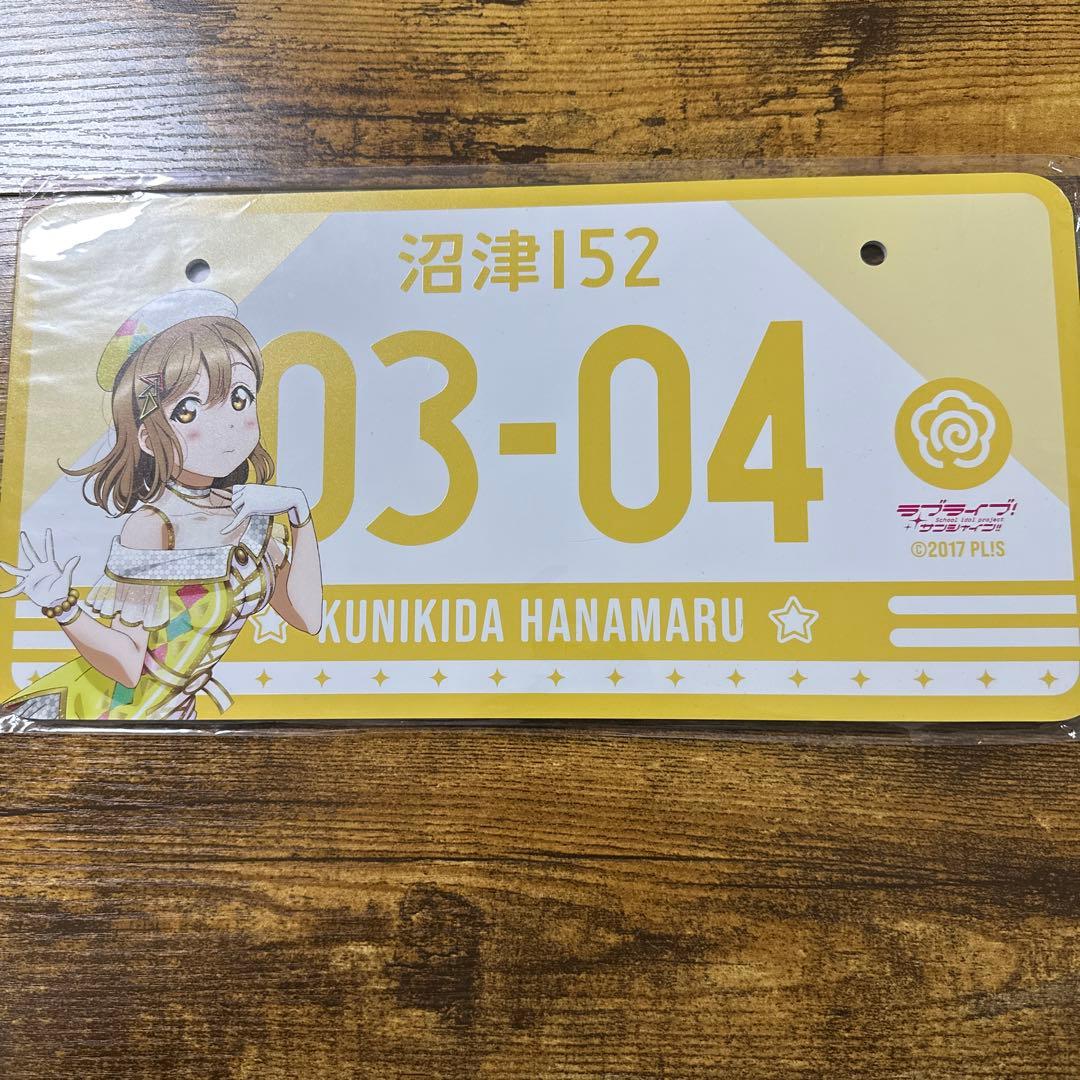 沼津152
03-04
ラブライブ!
School idol project
サンシャイン!!
©2017 PL!S
KUNIKIDA HANAMARU